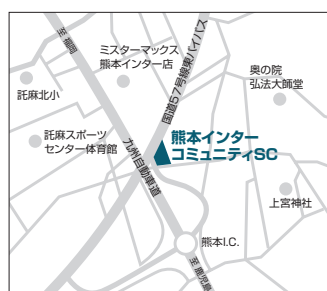 至 福岡
ミスターマックス
熊本インター店
国道57号線東バイパス
奥の院
弘法大師堂
託麻北小
託麻スポーツ
センター体育館
九州自動車道
熊本インター
コミュニティSC
上宮神社
熊本I.C.
至 鹿児島